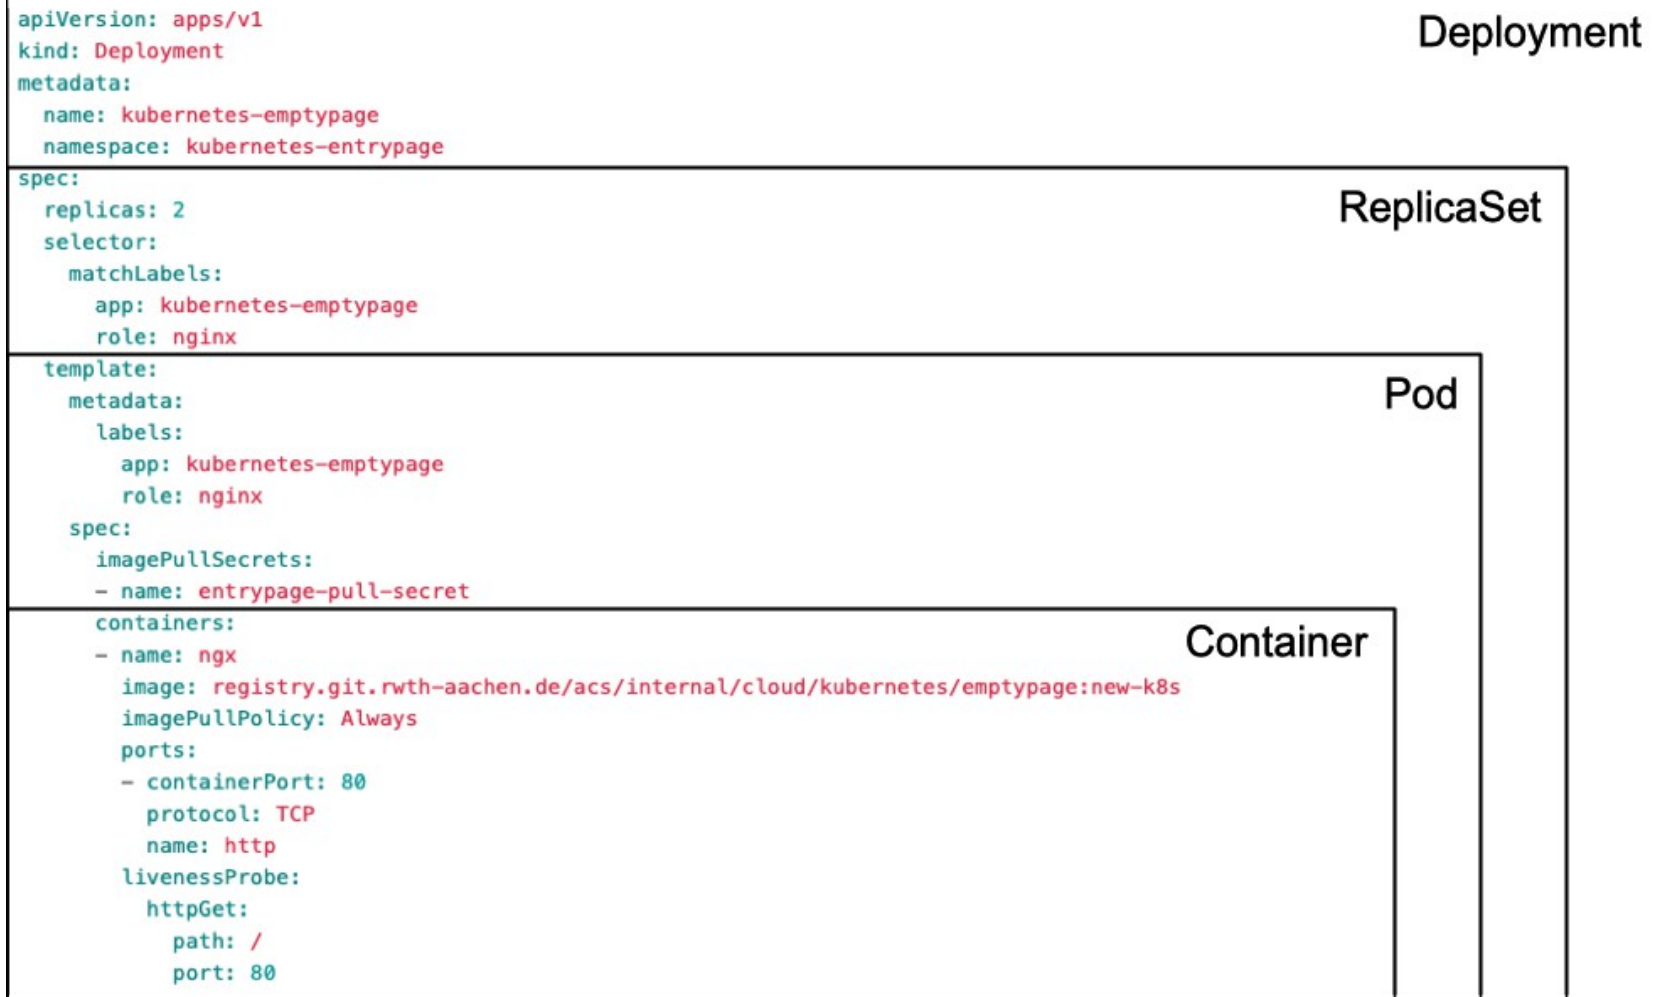 apiVersion: apps/v1
Deployment
kind: Deployment
metadata:
  name: kubernetes-emptypage
  namespace: kubernetes-entrypage
spec:
ReplicaSet
  replicas: 2
  selector:
    matchLabels:
      app: kubernetes-emptypage
      role: nginx
  template:
Pod
    metadata:
      labels:
        app: kubernetes-emptypage
        role: nginx
    spec:
      imagePullSecrets:
      - name: entrypage-pull-secret
      containers:
Container
      - name: ngx
        image: registry.git.rwth-aachen.de/acs/internal/cloud/kubernetes/emptypage:new-k8s
        imagePullPolicy: Always
        ports:
        - containerPort: 80
          protocol: TCP
          name: http
        livenessProbe:
          httpGet:
            path: /
            port: 80